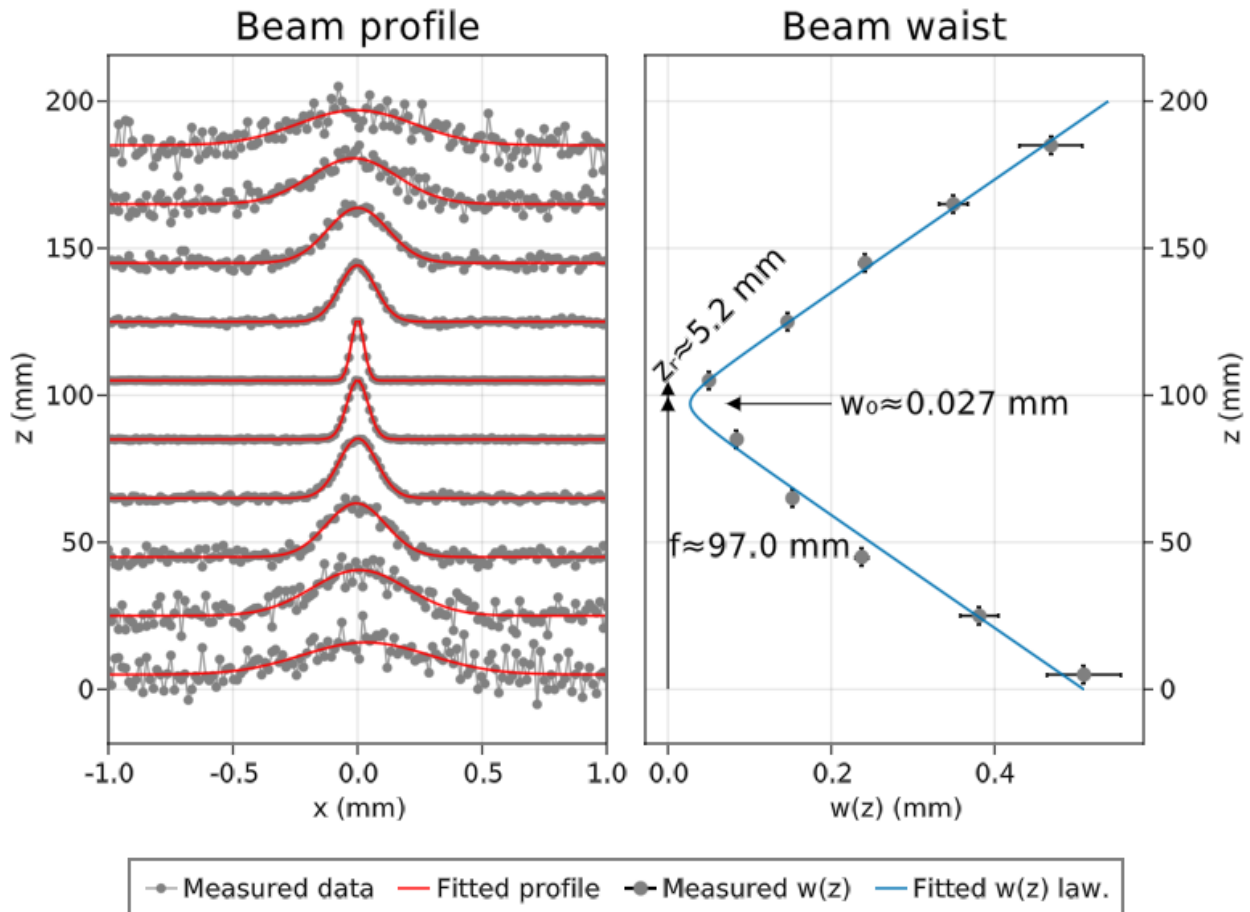 Beam profile
Beam waist
200
150
100
50
0
z (mm)
-1.0
-0.5
0.0
0.5
1.0
x (mm)
zᵣ≈5.2 mm
w₀≈0.027 mm
f≈97.0 mm
0.0
0.2
0.4
w(z) (mm)
200
150
100
50
0
z (mm)
Measured data
Fitted profile
Measured w(z)
Fitted w(z) law.